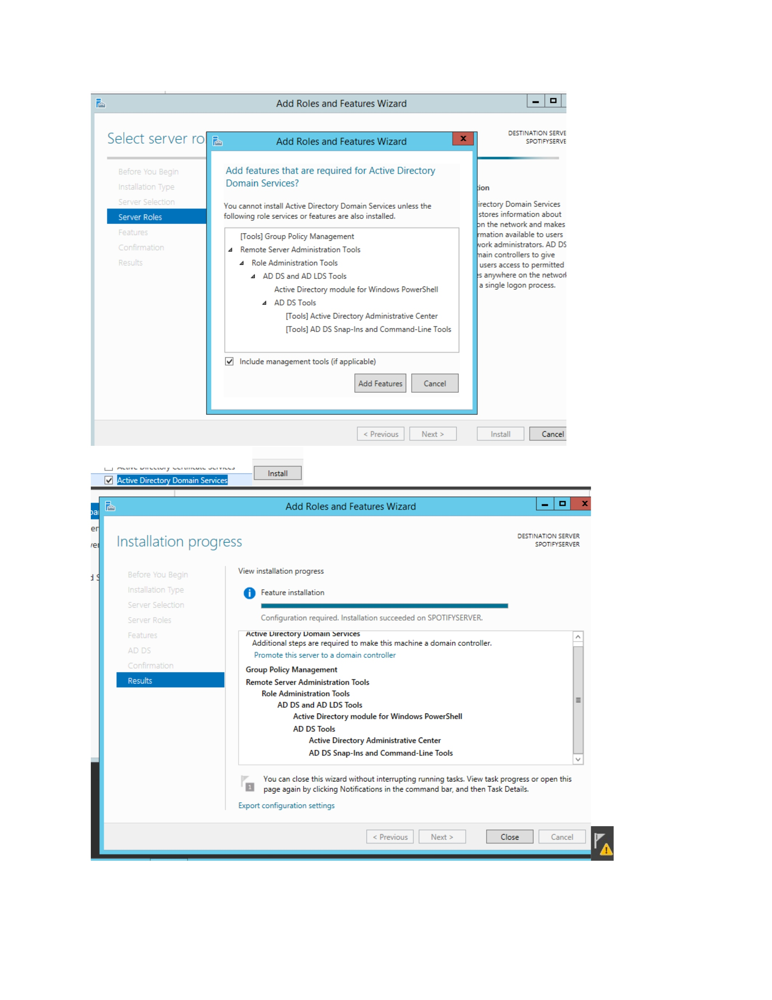 Add Roles and Features Wizard
Select server ro
DESTINATION SERVE
SPOTIFYSERVE
Before You Begin
Installation Type
Server Selection
Server Roles
Features
Confirmation
Results
Add Roles and Features Wizard
x
Add features that are required for Active Directory
Domain Services?
You cannot install Active Directory Domain Services unless the
following role services or features are also installed.
[Tools] Group Policy Management
Remote Server Administration Tools
Role Administration Tools
AD DS and AD LDS Tools
Active Directory module for Windows PowerShell
AD DS Tools
[Tools] Active Directory Administrative Center
[Tools] AD DS Snap-Ins and Command-Line Tools
Include management tools (if applicable)
Add Features
Cancel
tion
irectory Domain Services
stores information about
on the network and makes
rmation available to users
work administrators. AD DS
main controllers to give
users access to permitted
es anywhere on the network
a single logon process.
< Previous
Next >
Install
Cancel
Active Directory Certificate Services
Active Directory Domain Services
Install
Add Roles and Features Wizard
x
Installation progress
DESTINATION SERVER
SPOTIFYSERVER
Before You Begin
Installation Type
Server Selection
Server Roles
Features
AD DS
Confirmation
Results
View installation progress
Feature installation
Configuration required. Installation succeeded on SPOTIFYSERVER.
Active Directory Domain Services
Additional steps are required to make this machine a domain controller.
Promote this server to a domain controller
Group Policy Management
Remote Server Administration Tools
Role Administration Tools
AD DS and AD LDS Tools
Active Directory module for Windows PowerShell
AD DS Tools
Active Directory Administrative Center
AD DS Snap-Ins and Command-Line Tools
1
You can close this wizard without interrupting running tasks. View task progress or open this
page again by clicking Notifications in the command bar, and then Task Details.
Export configuration settings
< Previous
Next >
Close
Cancel